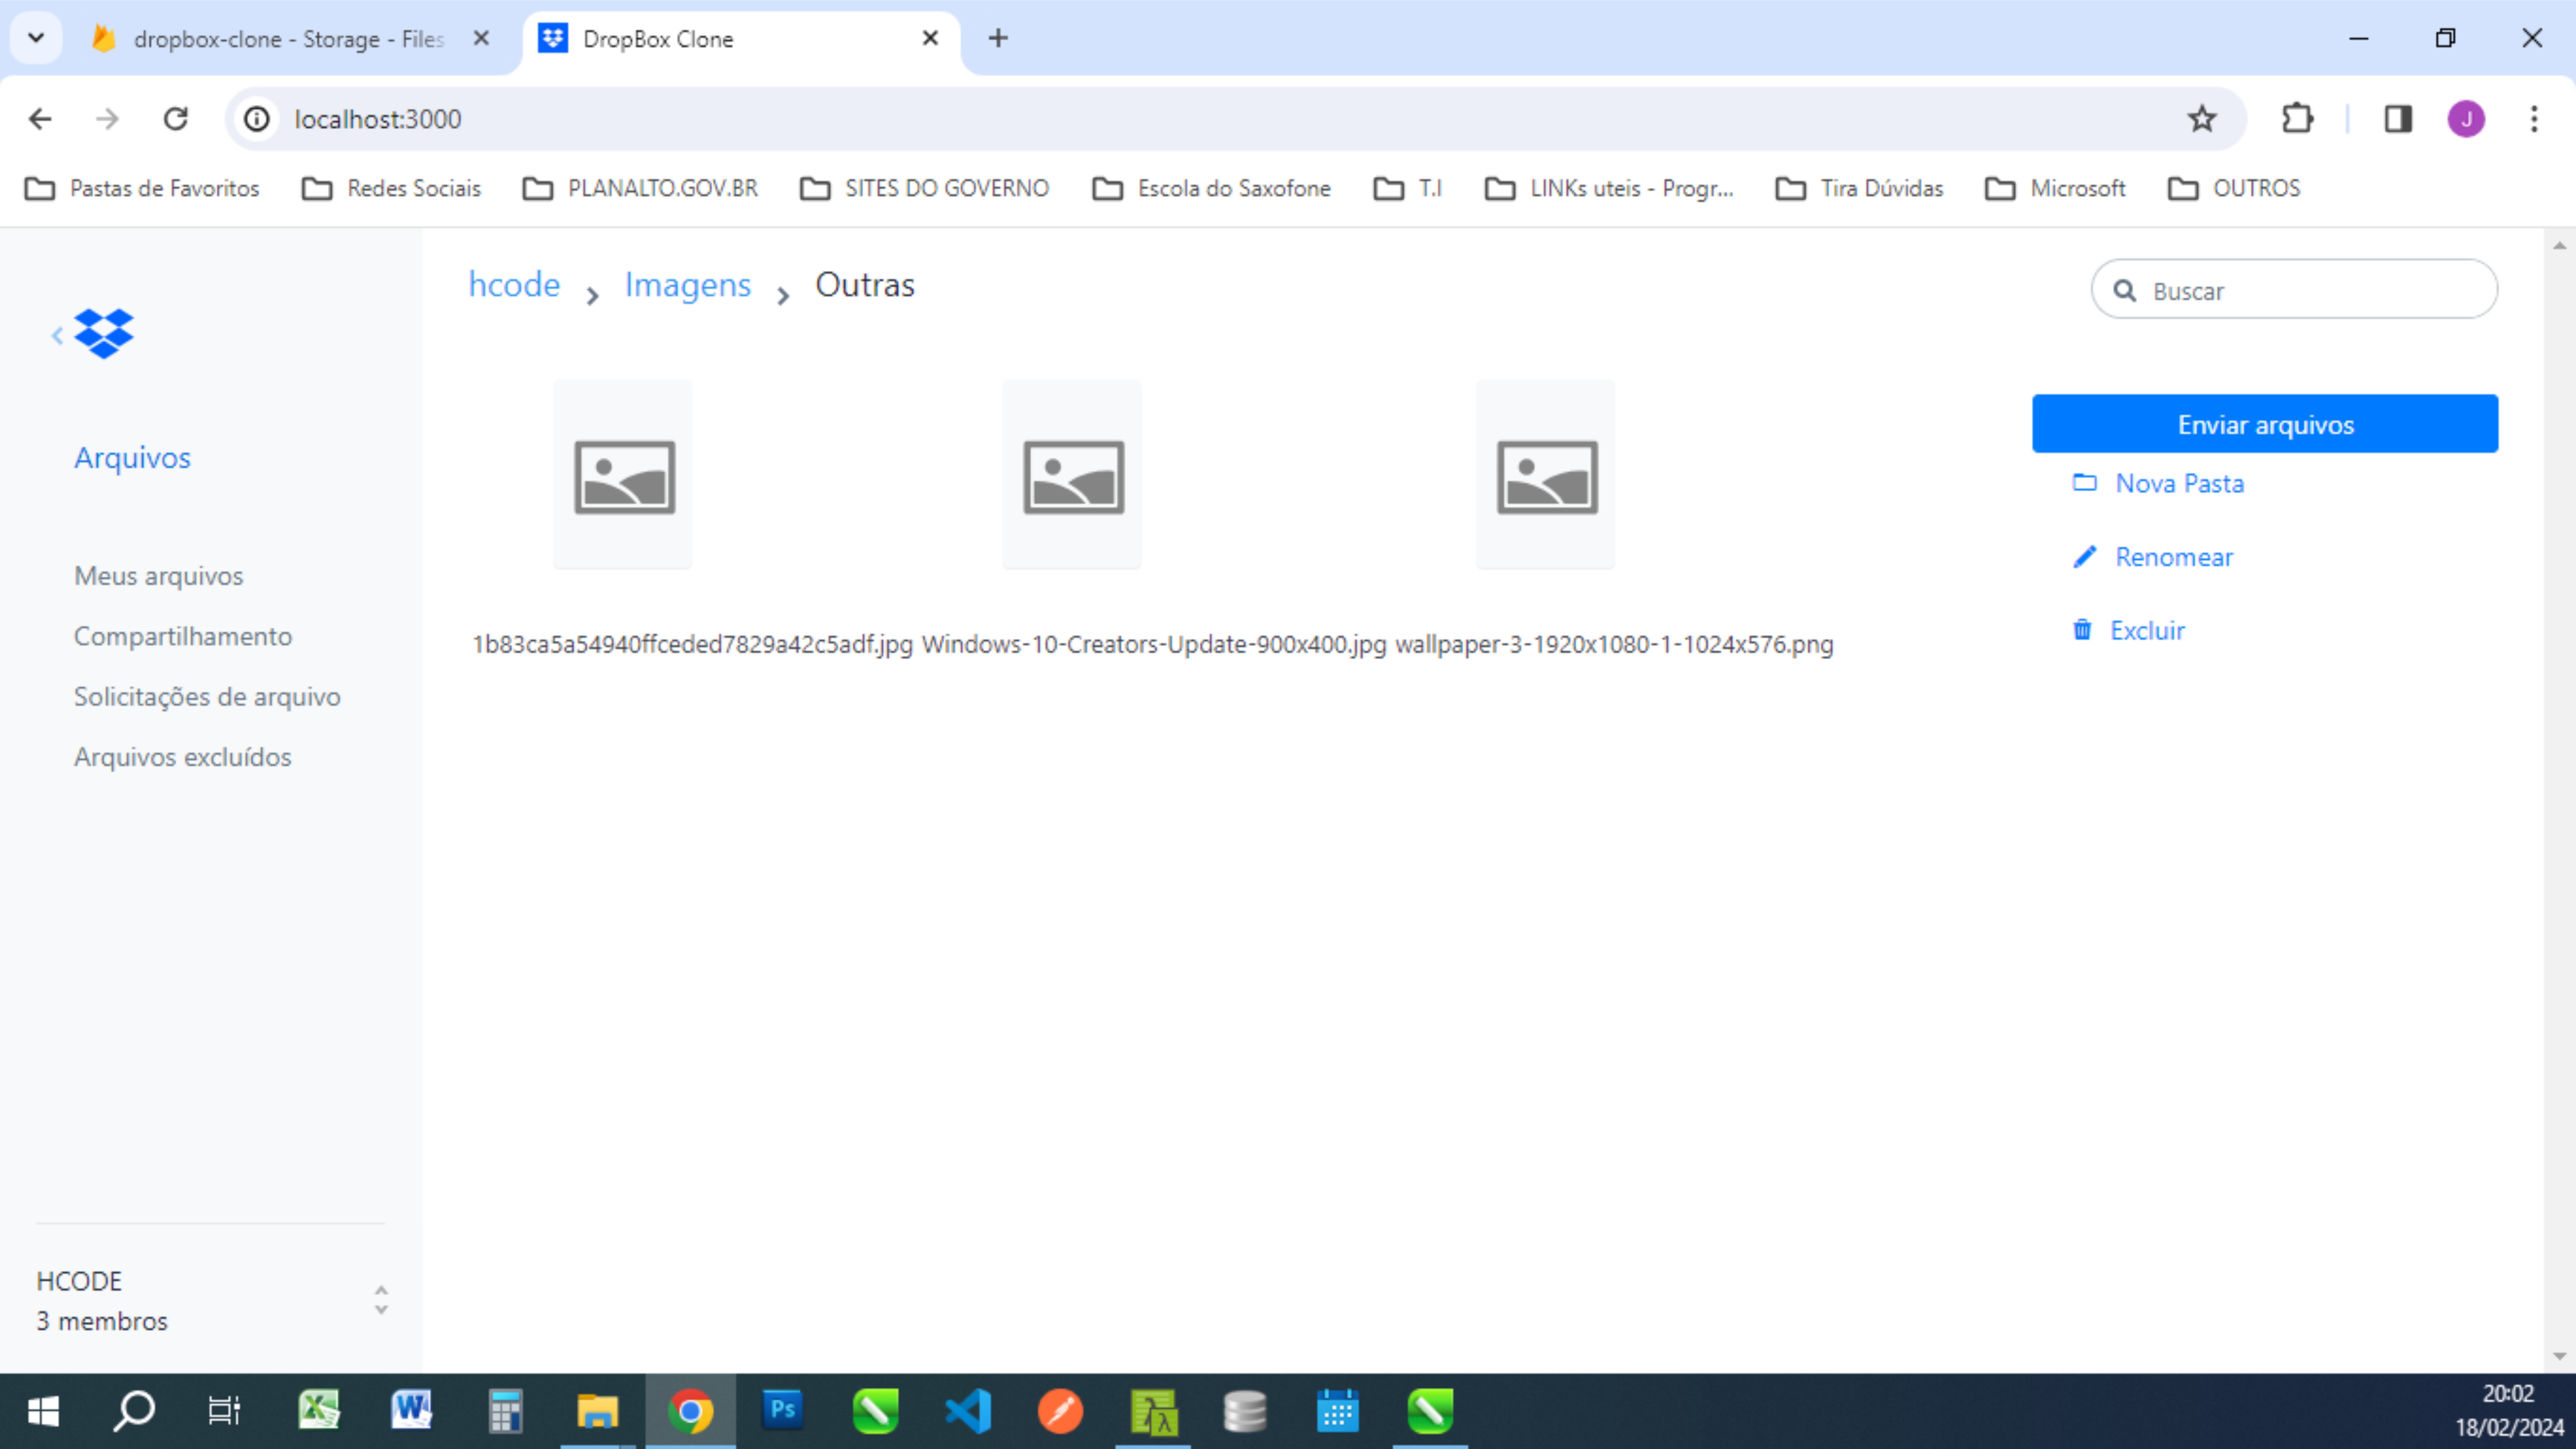 dropbox-clone - Storage - Files
DropBox Clone
localhost:3000
J
Pastas de Favoritos
Redes Sociais
PLANALTO.GOV.BR
SITES DO GOVERNO
Escola do Saxofone
T.I
LINKs uteis - Progr...
Tira Dúvidas
Microsoft
OUTROS
hcode
Imagens
Outras
Buscar
Arquivos
Meus arquivos
Compartilhamento
Solicitações de arquivo
Arquivos excluídos
1b83ca5a54940ffceded7829a42c5adf.jpg
Windows-10-Creators-Update-900x400.jpg
wallpaper-3-1920x1080-1-1024x576.png
Enviar arquivos
Nova Pasta
Renomear
Excluir
HCODE
3 membros
Ps
λ
20:02
18/02/2024